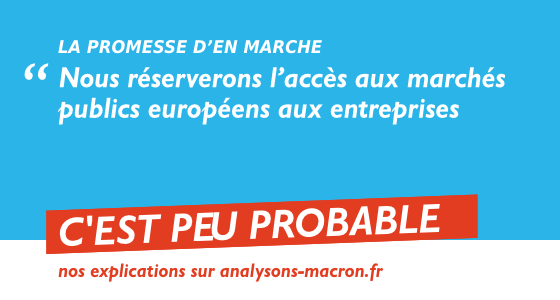 LA PROMESSE D’EN MARCHE
“ Nous réserverons l’accès aux marchés
publics européens aux entreprises
C'EST PEU PROBABLE
nos explications sur analysons-macron.fr